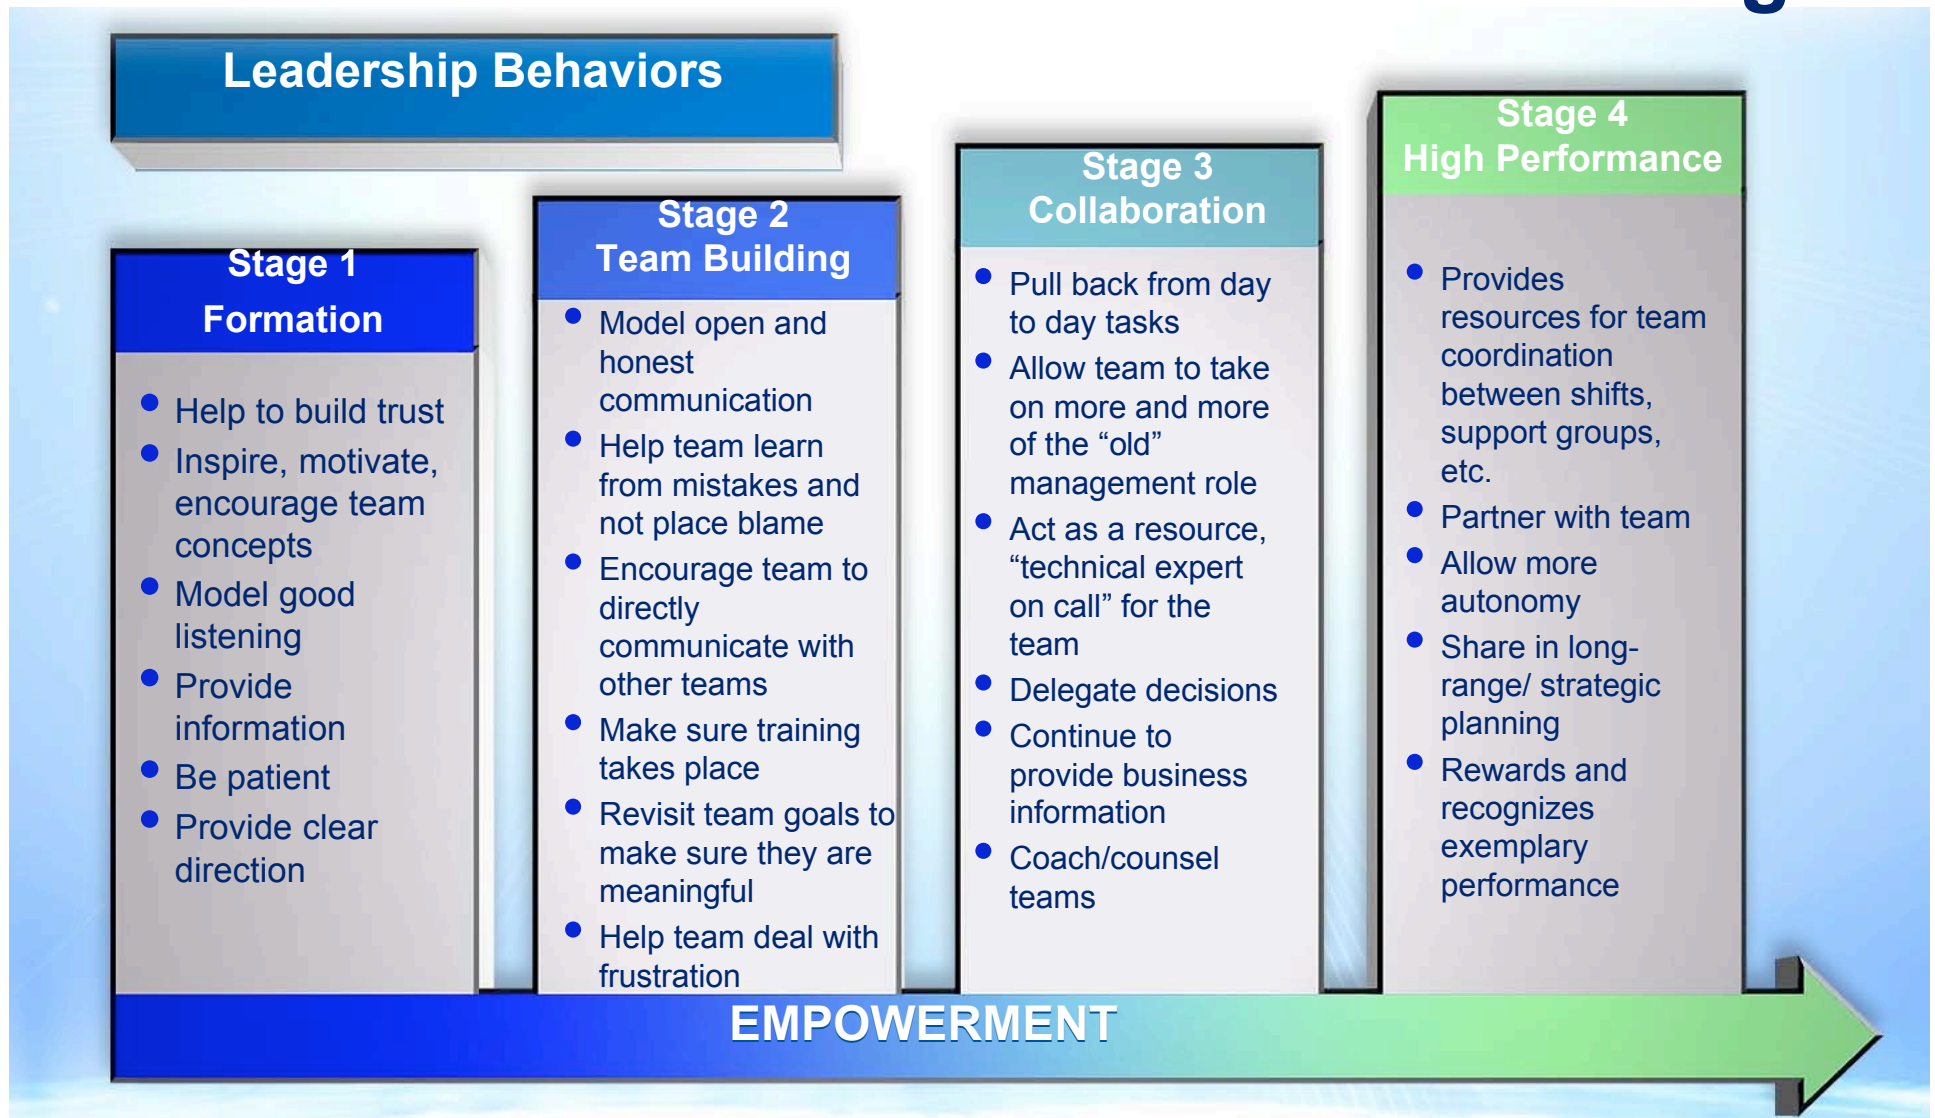 Leadership Behaviors
Stage 1
Formation
• Help to build trust
• Inspire, motivate,
encourage team
concepts
• Model good
listening
• Provide
information
• Be patient
• Provide clear
direction
Stage 2
Team Building
• Model open and
honest
communication
• Help team learn
from mistakes and
not place blame
• Encourage team to
directly
communicate with
other teams
• Make sure training
takes place
• Revisit team goals to
make sure they are
meaningful
• Help team deal with
frustration
Stage 3
Collaboration
• Pull back from day
to day tasks
• Allow team to take
on more and more
of the “old”
management role
• Act as a resource,
“technical expert
on call” for the
team
• Delegate decisions
• Continue to
provide business
information
• Coach/counsel
teams
Stage 4
High Performance
• Provides
resources for team
coordination
between shifts,
support groups,
etc.
• Partner with team
• Allow more
autonomy
• Share in long-
range/ strategic
planning
• Rewards and
recognizes
exemplary
performance
EMPOWERMENT